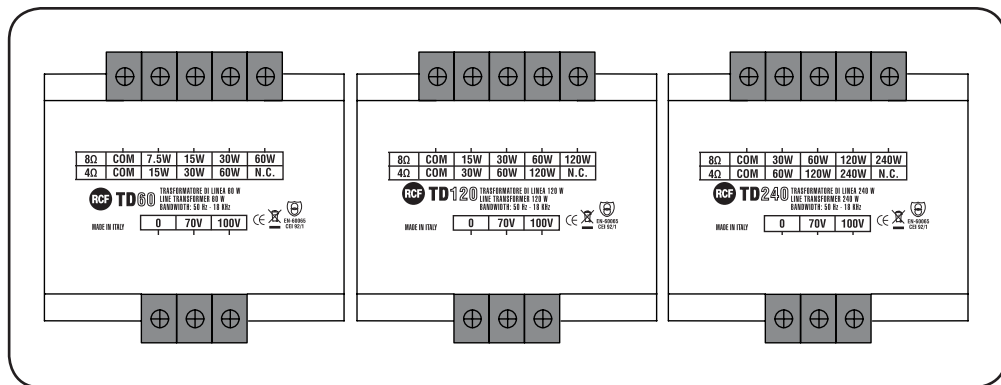 8Ω COM 7.5W 15W 30W 60W
4Ω COM 15W 30W 60W N.C.
RCF TD60 TRASFORMATORE DI LINEA 60 W
LINE TRANSFORMER 60 W
BANDWIDTH: 50 Hz - 18 KHz
MADE IN ITALY 0 70V 100V CE EN-60065
CEI 92/1
8Ω COM 15W 30W 60W 120W
4Ω COM 30W 60W 120W N.C.
RCF TD120 TRASFORMATORE DI LINEA 120 W
LINE TRANSFORMER 120 W
BANDWIDTH: 50 Hz - 18 KHz
MADE IN ITALY 0 70V 100V CE EN-60065
CEI 92/1
8Ω COM 30W 60W 120W 240W
4Ω COM 60W 120W 240W N.C.
RCF TD240 TRASFORMATORE DI LINEA 240 W
LINE TRANSFORMER 240 W
BANDWIDTH: 50 Hz - 18 KHz
MADE IN ITALY 0 70V 100V CE EN-60065
CEI 92/1